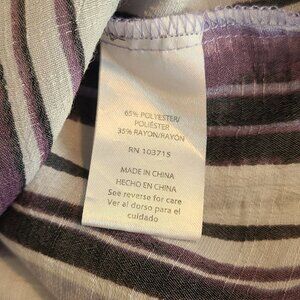 65% POLYESTER/
POLIÉSTER
35% RAYON/RAYÓN
RN 103715
MADE IN CHINA
HECHO EN CHINA
See reverse for care
Ver al dorso para el
cuidado